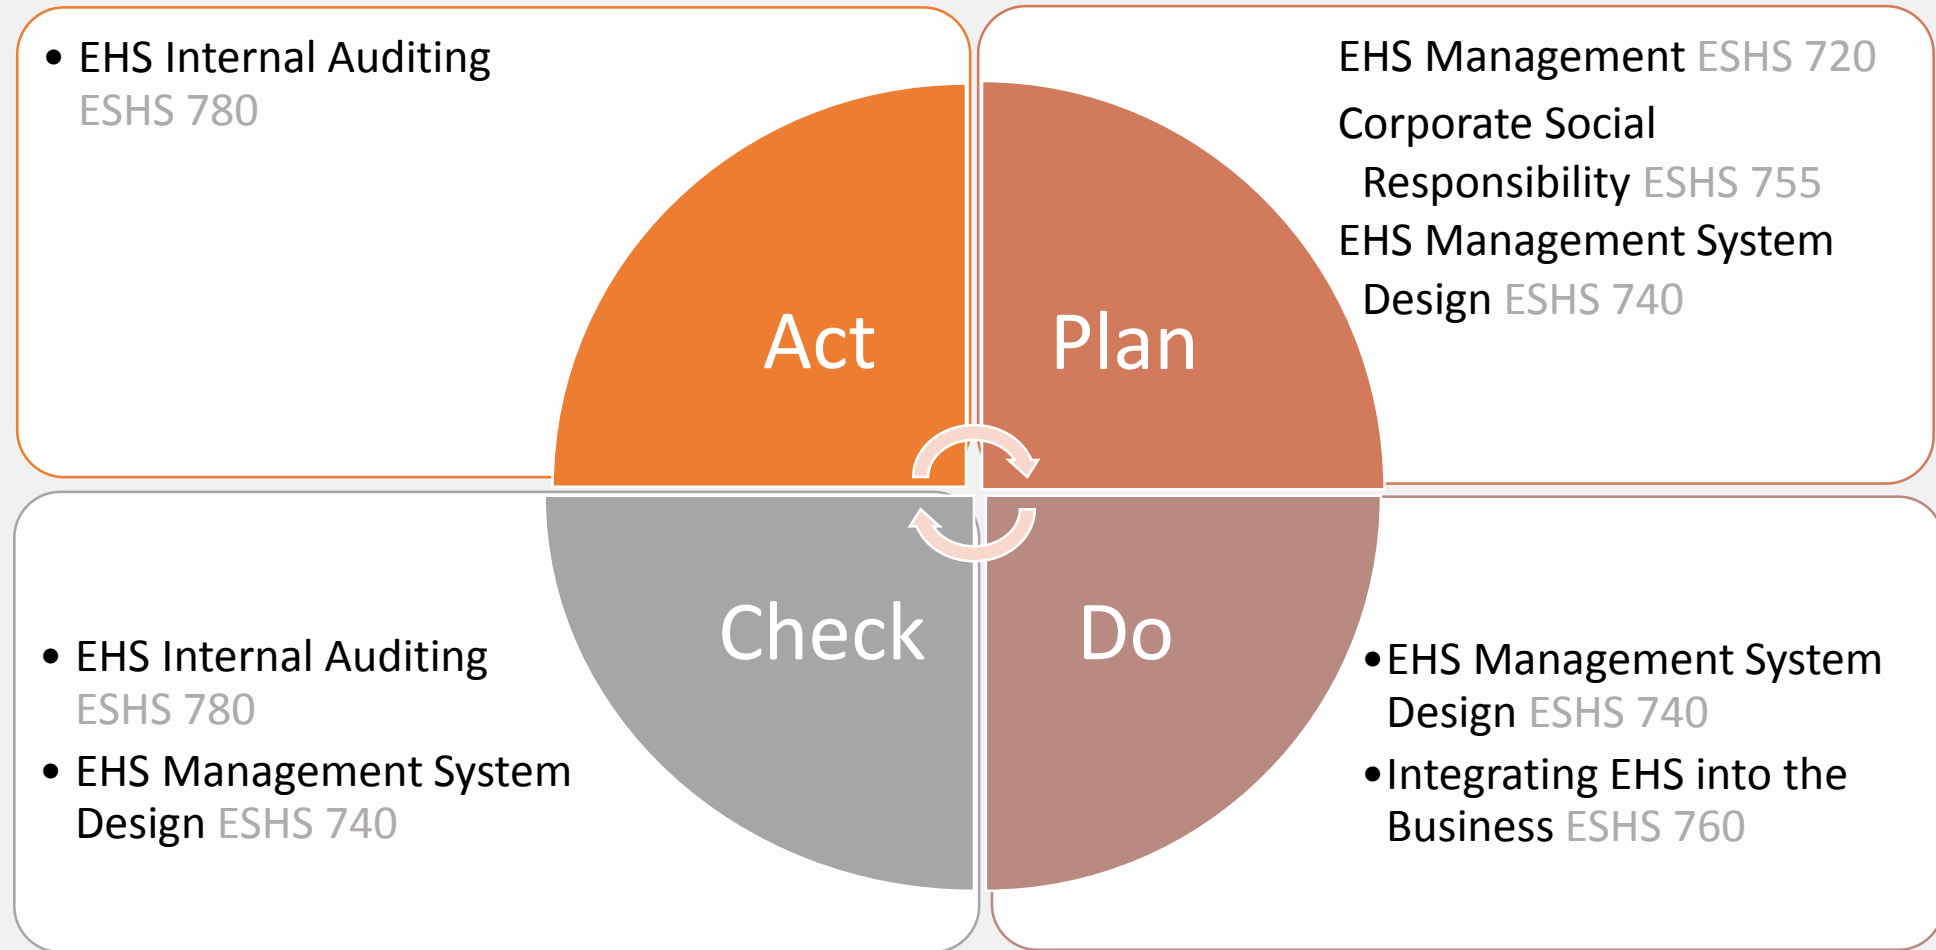 • EHS Internal Auditing
ESHS 780
EHS Management ESHS 720
Corporate Social
Responsibility ESHS 755
EHS Management System
Design ESHS 740
Act
Plan
Check
Do
• EHS Internal Auditing
ESHS 780
• EHS Management System
Design ESHS 740
•EHS Management System
Design ESHS 740
•Integrating EHS into the
Business ESHS 760